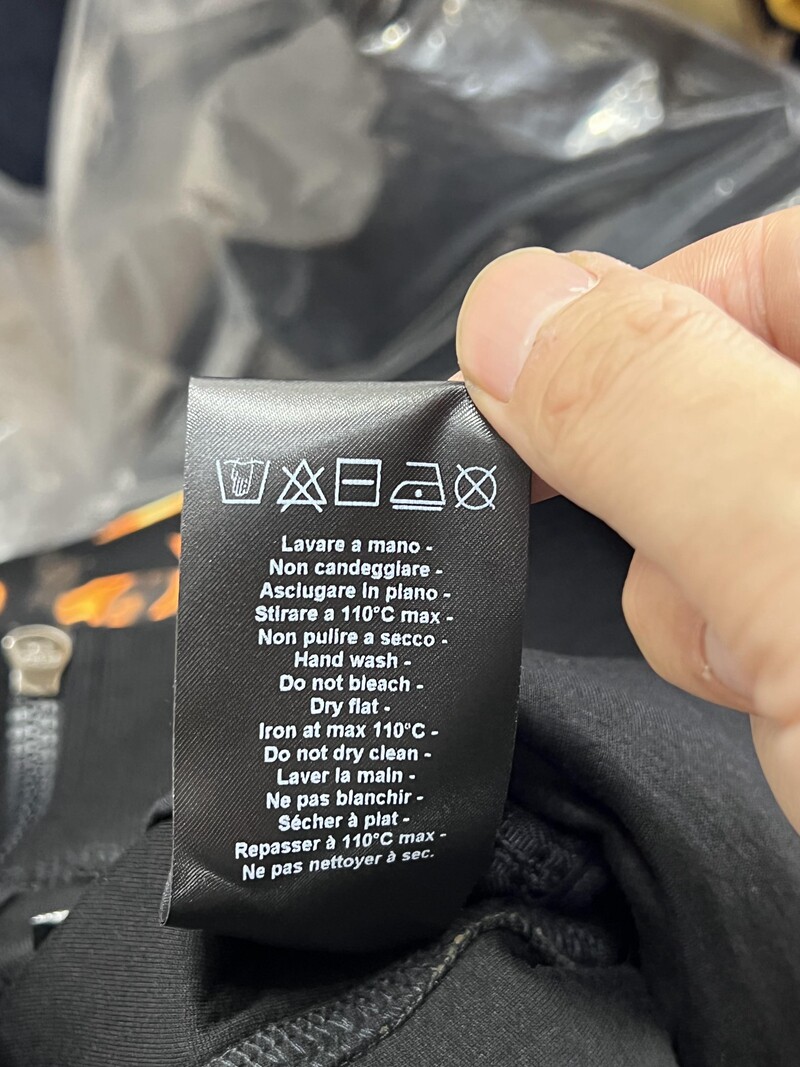 Lavare a mano -
Non candeggiare -
Asciugare in piano -
Stirare a 110°C max -
Non pulire a secco -
Hand wash -
Do not bleach -
Dry flat -
Iron at max 110°C -
Do not dry clean -
Laver la main -
Ne pas blanchir -
Sécher à plat -
Repasser à 110°C max -
Ne pas nettoyer à sec.